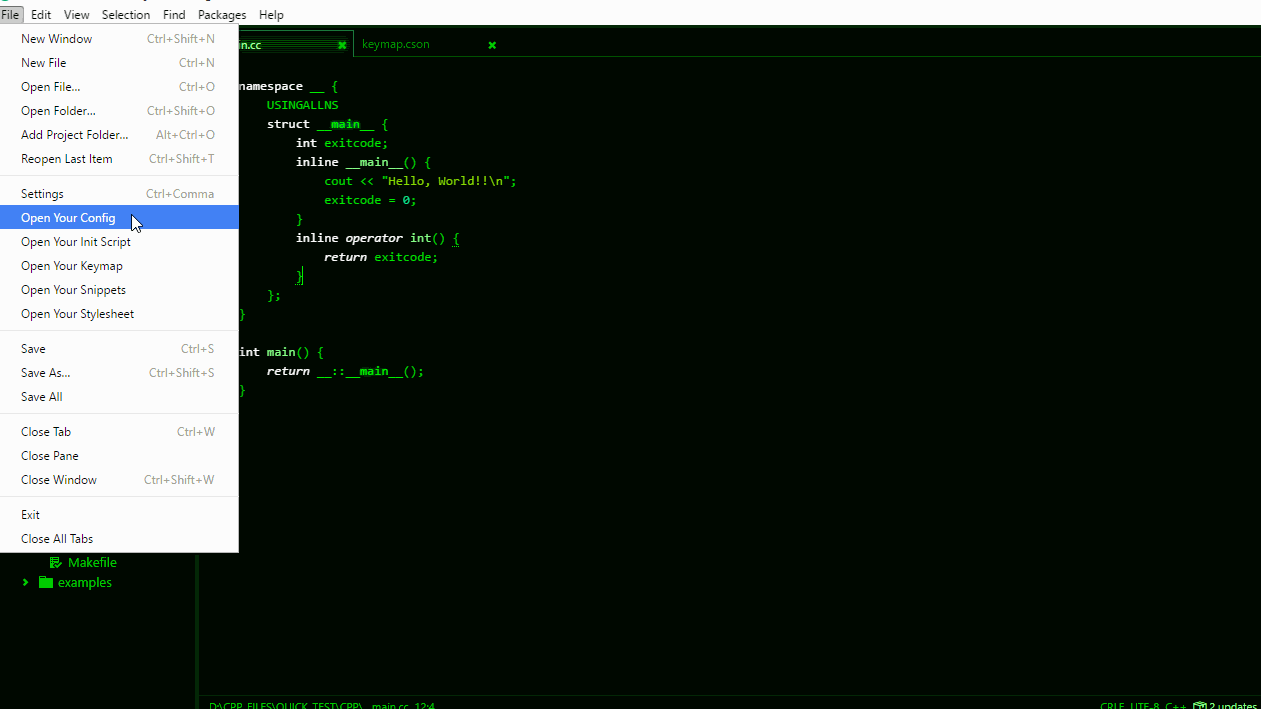 File Edit View Selection Find Packages Help
New Window Ctrl+Shift+N
New File Ctrl+N
Open File... Ctrl+O
Open Folder... Ctrl+Shift+O
Add Project Folder... Alt+Ctrl+O
Reopen Last Item Ctrl+Shift+T
Settings Ctrl+Comma
Open Your Config
Open Your Init Script
Open Your Keymap
Open Your Snippets
Open Your Stylesheet
Save Ctrl+S
Save As... Ctrl+Shift+S
Save All
Close Tab Ctrl+W
Close Pane
Close Window Ctrl+Shift+W
Exit
Close All Tabs
Makefile
examples
in.cc keymap.cson
namespace __ {
USINGALLNS
struct __main__ {
int exitcode;
inline __main__() {
cout << "Hello, World!!\n";
exitcode = 0;
}
inline operator int() {
return exitcode;
}
};
}
int main() {
return __::__main__();
}
D:\CPP_FILES\QUICK_TEST\CPP\__main.cc 12:4
CRLF UTF-8 C++ 2 updates